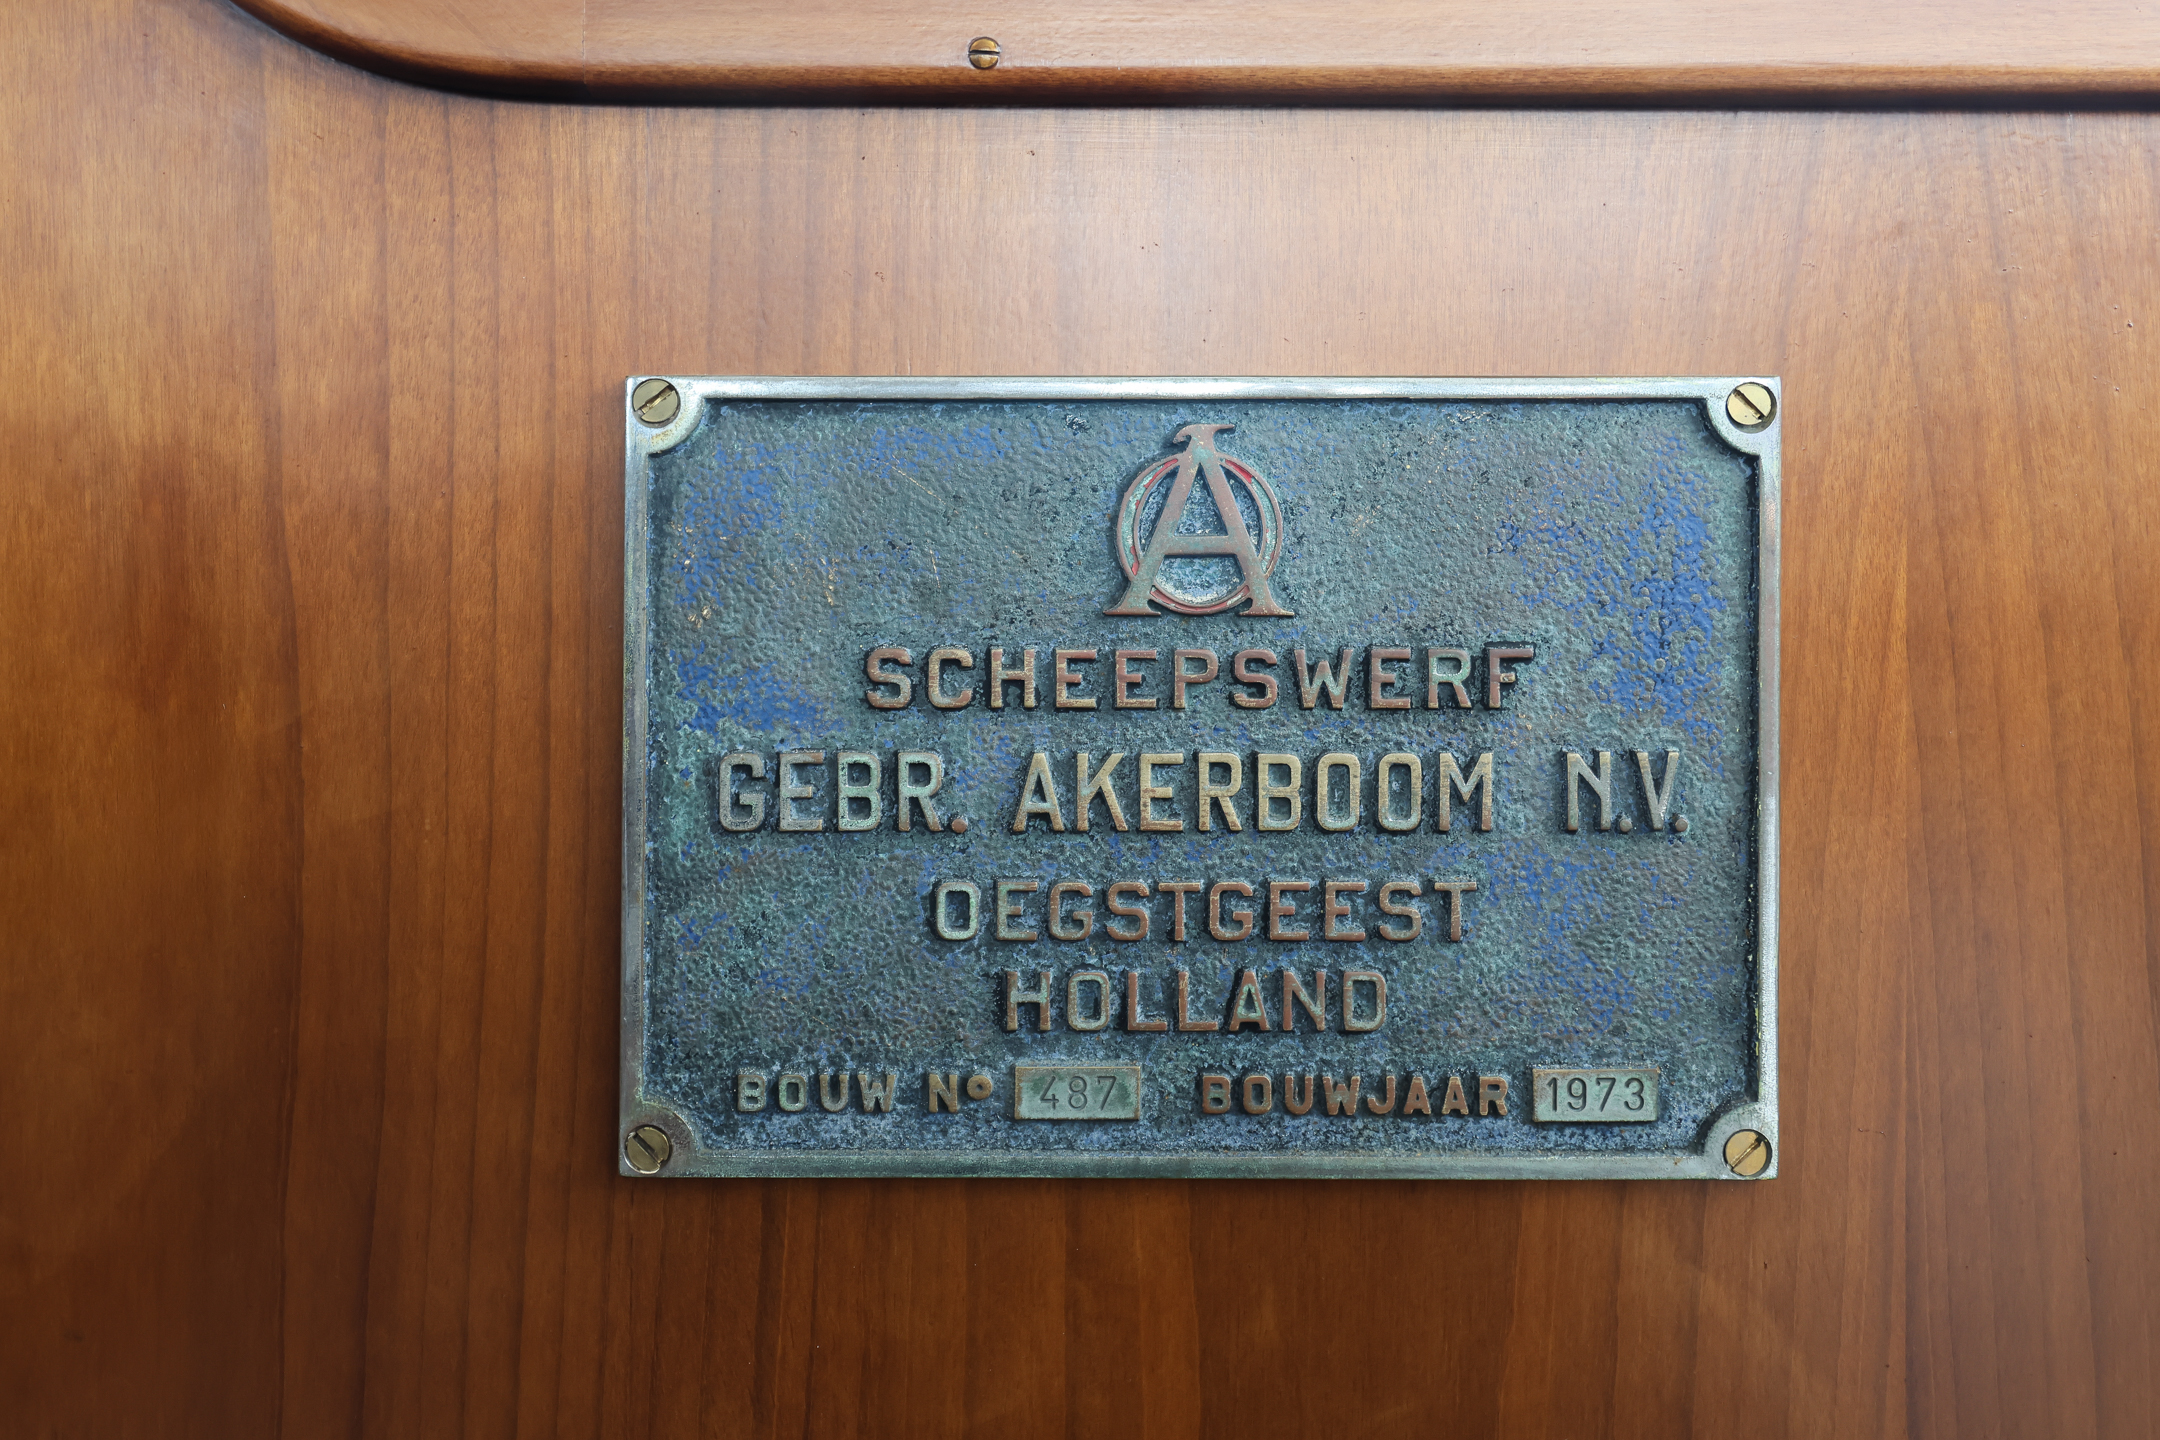 A
SCHEEPSWERF
GEBR. AKERBOOM N.V.
OEGSTGEEST
HOLLAND
BOUW Nº 487 BOUWJAAR 1973